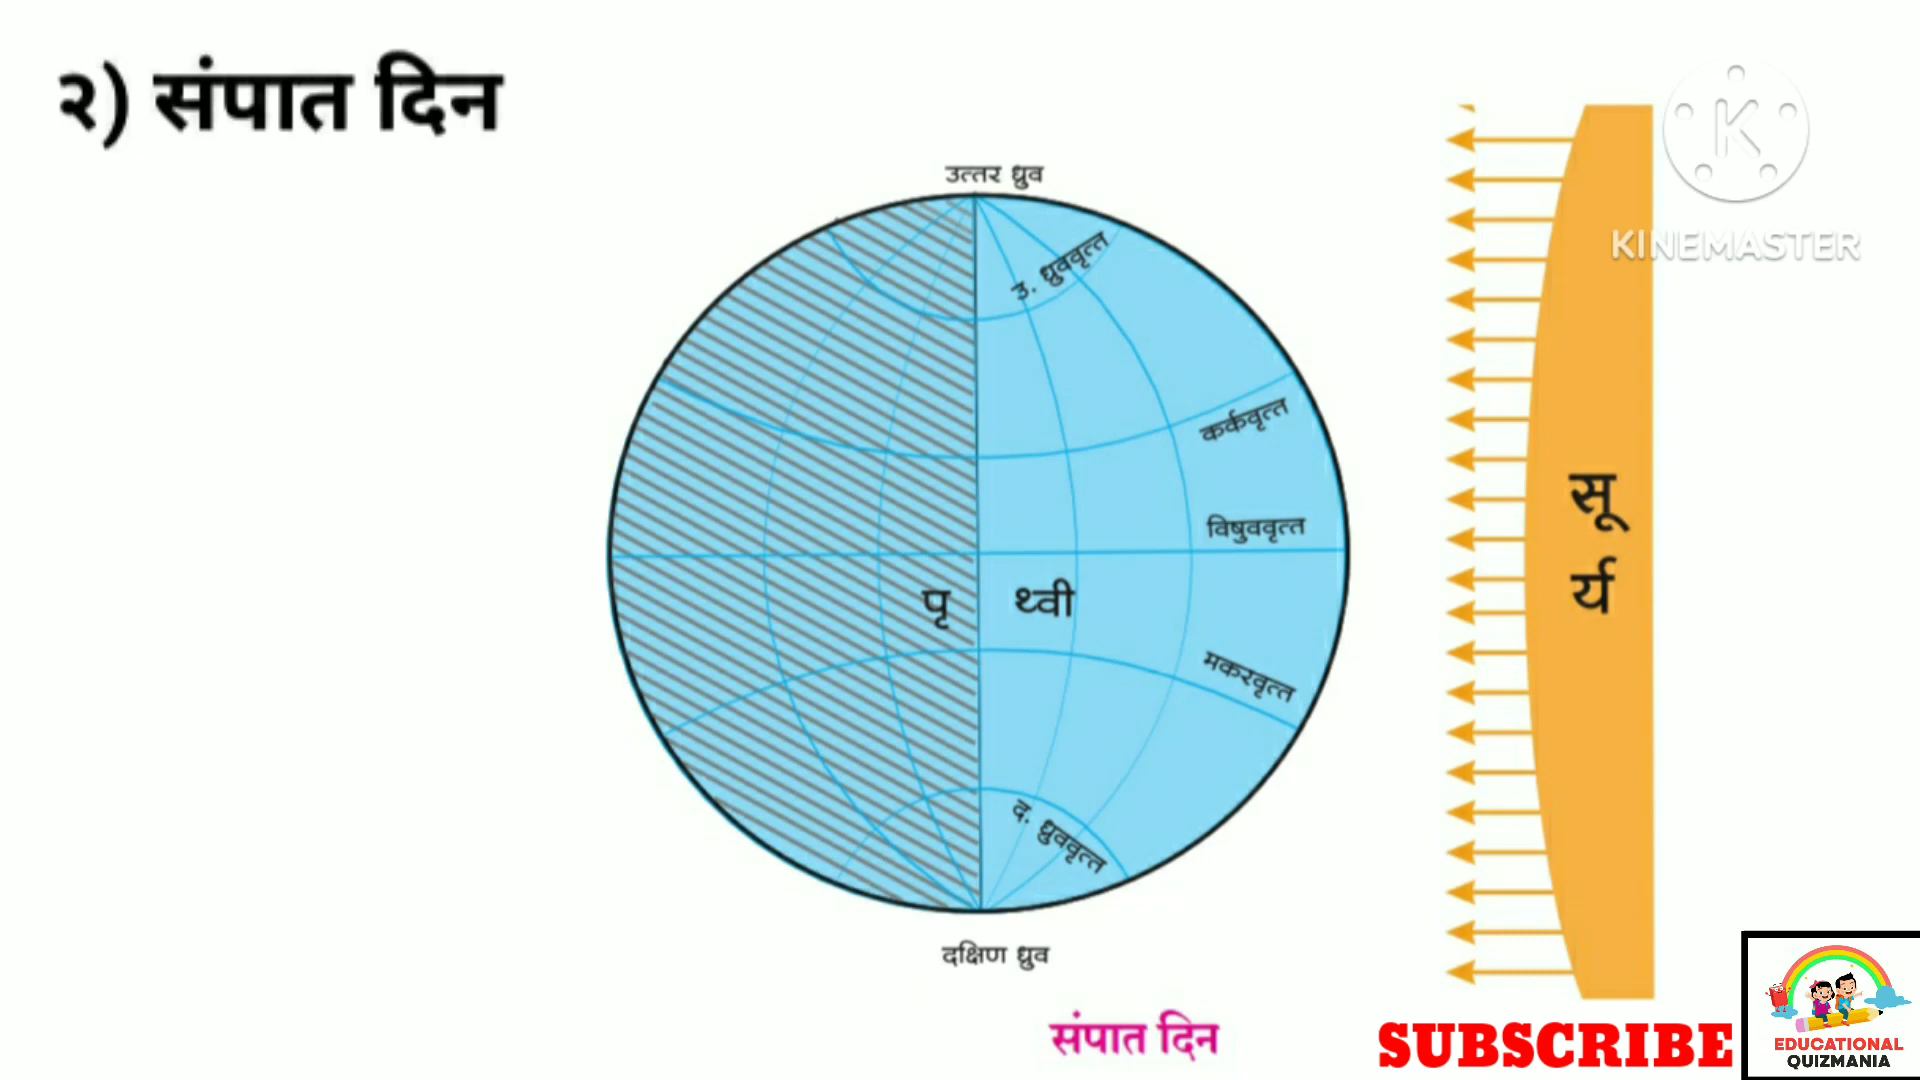 २) संपात दिन
उत्तर ध्रुव
उ. ध्रुववृत्त
कर्कवृत्त
विषुववृत्त
पृथ्वी
मकरवृत्त
द. ध्रुववृत्त
दक्षिण ध्रुव
संपात दिन
सूर्य
K
KINEMASTER
SUBSCRIBE
EDUCATIONAL
QUIZMANIA